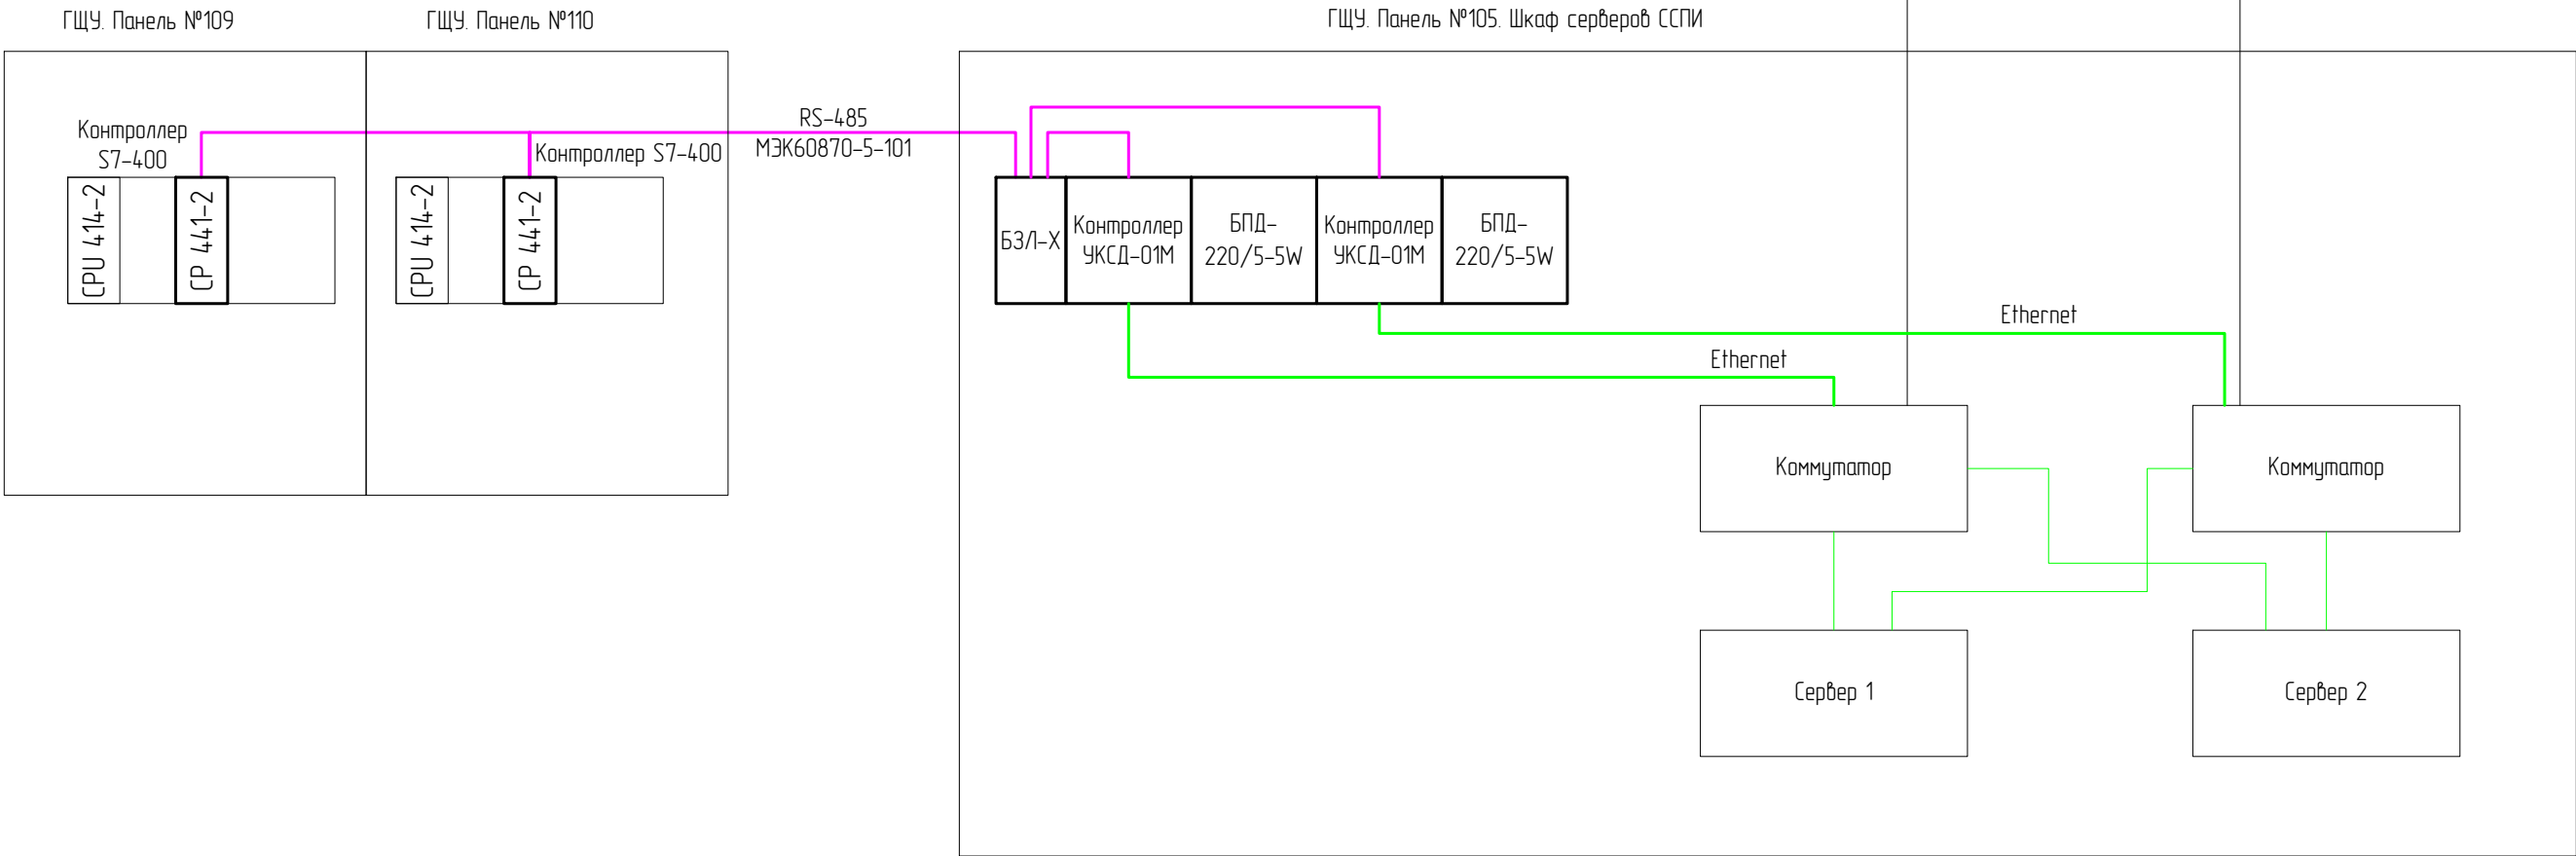 ГЩУ. Панель №109
ГЩУ. Панель №110
ГЩУ. Панель №105. Шкаф серверов ССПИ
Контроллер
S7-400
CPU 414-2
CP 441-2
Контроллер S7-400
CPU 414-2
CP 441-2
RS-485
МЭК60870-5-101
БЗЛ-Х
Контроллер
УКСД-01М
БПД-
220/5-5W
Контроллер
УКСД-01М
БПД-
220/5-5W
Ethernet
Ethernet
Коммутатор
Коммутатор
Сервер 1
Сервер 2